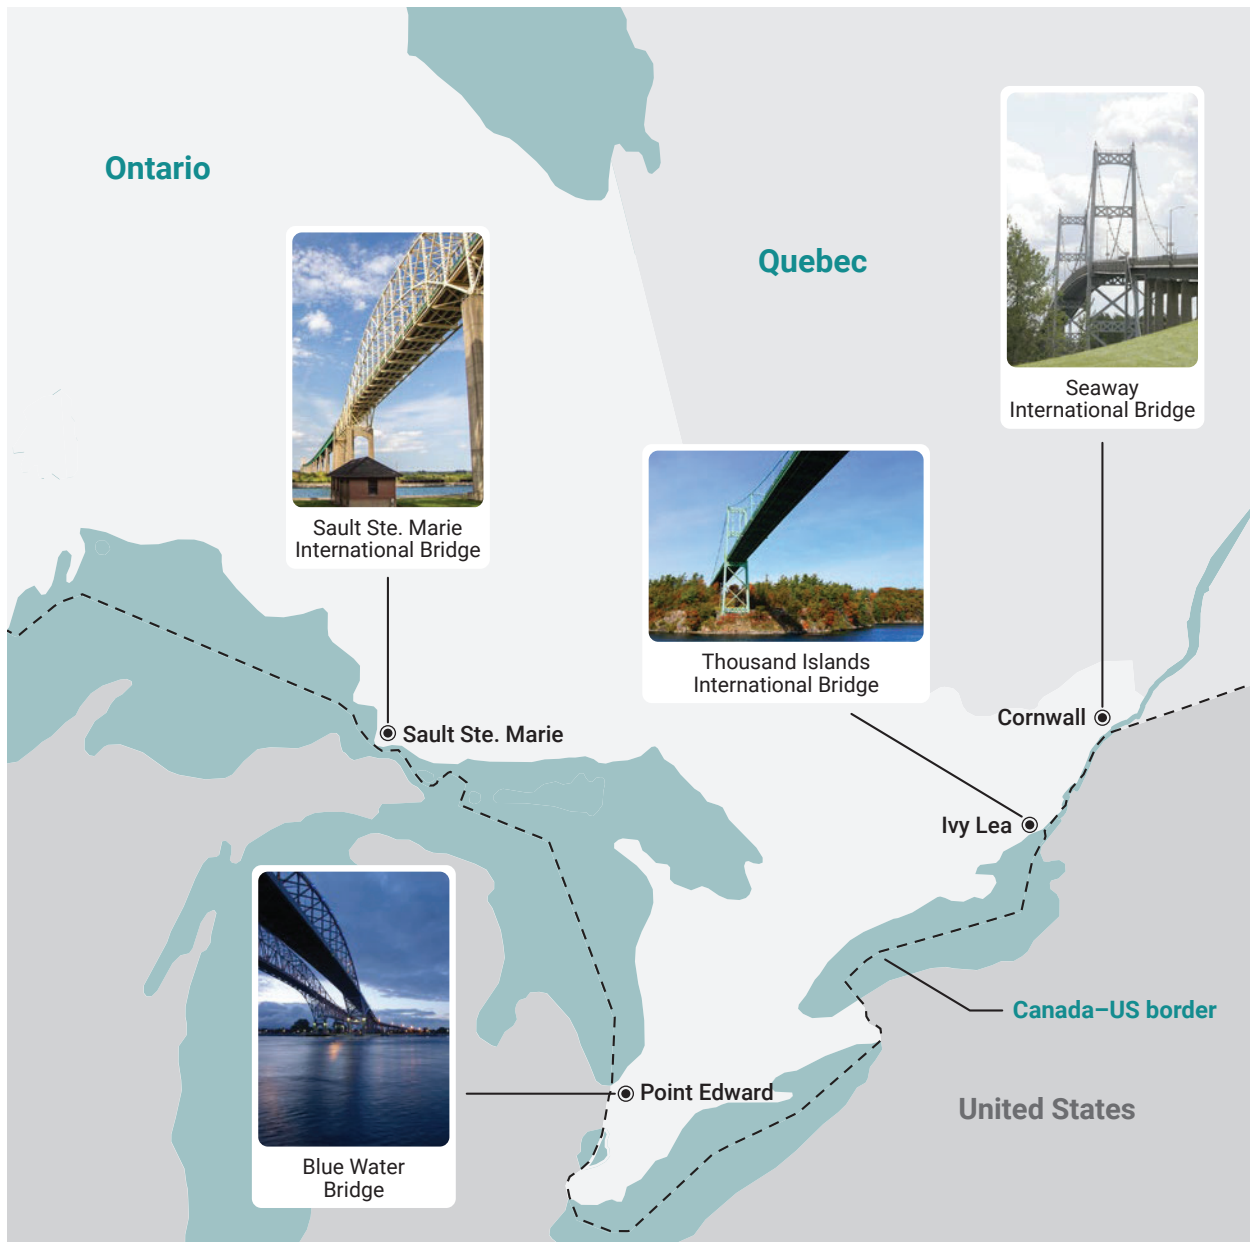 Ontario
Quebec
Seaway
International Bridge
Sault Ste. Marie
International Bridge
Thousand Islands
International Bridge
Cornwall
Sault Ste. Marie
Ivy Lea
Canada–US border
Point Edward
United States
Blue Water
Bridge